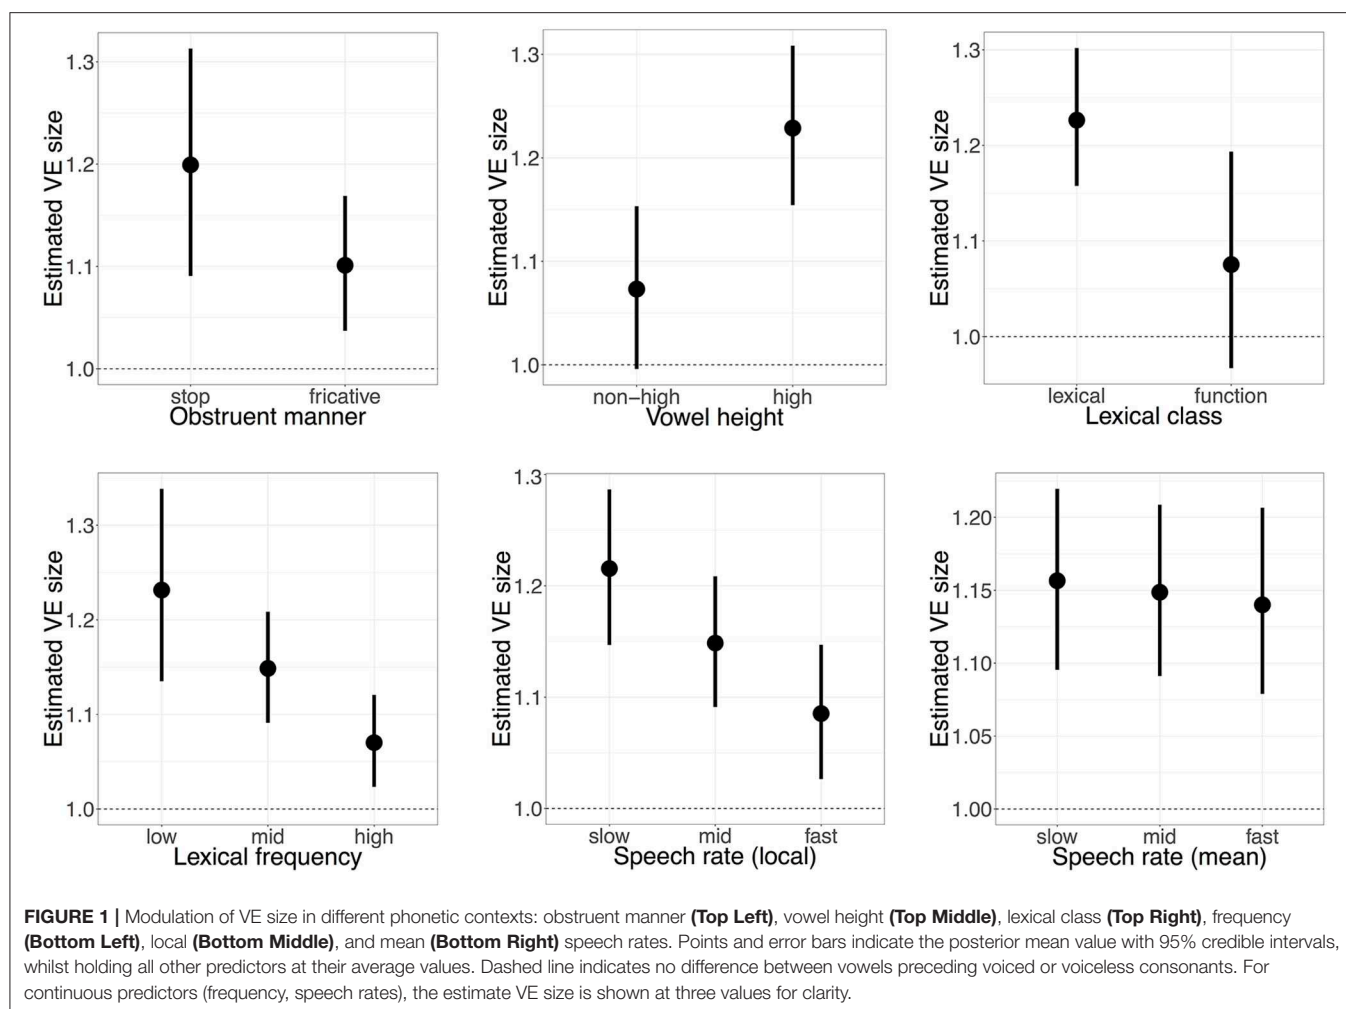 Estimated VE size
1.3
1.2
1.1
1.0
stop fricative
Obstruent manner
Estimated VE size
1.3
1.2
1.1
1.0
non−high high
Vowel height
Estimated VE size
1.3
1.2
1.1
1.0
lexical function
Lexical class
Estimated VE size
1.3
1.2
1.1
1.0
low mid high
Lexical frequency
Estimated VE size
1.3
1.2
1.1
1.0
slow mid fast
Speech rate (local)
Estimated VE size
1.20
1.15
1.10
1.05
1.00
slow mid fast
Speech rate (mean)
FIGURE 1 | Modulation of VE size in different phonetic contexts: obstruent manner (Top Left), vowel height (Top Middle), lexical class (Top Right), frequency
(Bottom Left), local (Bottom Middle), and mean (Bottom Right) speech rates. Points and error bars indicate the posterior mean value with 95% credible intervals,
whilst holding all other predictors at their average values. Dashed line indicates no difference between vowels preceding voiced or voiceless consonants. For
continuous predictors (frequency, speech rates), the estimate VE size is shown at three values for clarity.